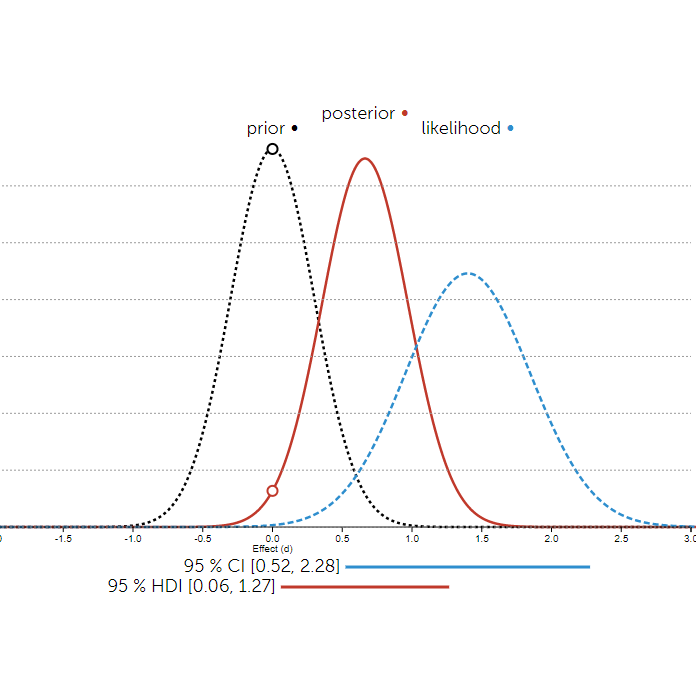 posterior
prior
likelihood
0 -1.5 -1.0 -0.5 0.0 0.5 1.0 1.5 2.0 2.5 3.0
Effect (d)
95 % CI [0.52, 2.28]
95 % HDI [0.06, 1.27]